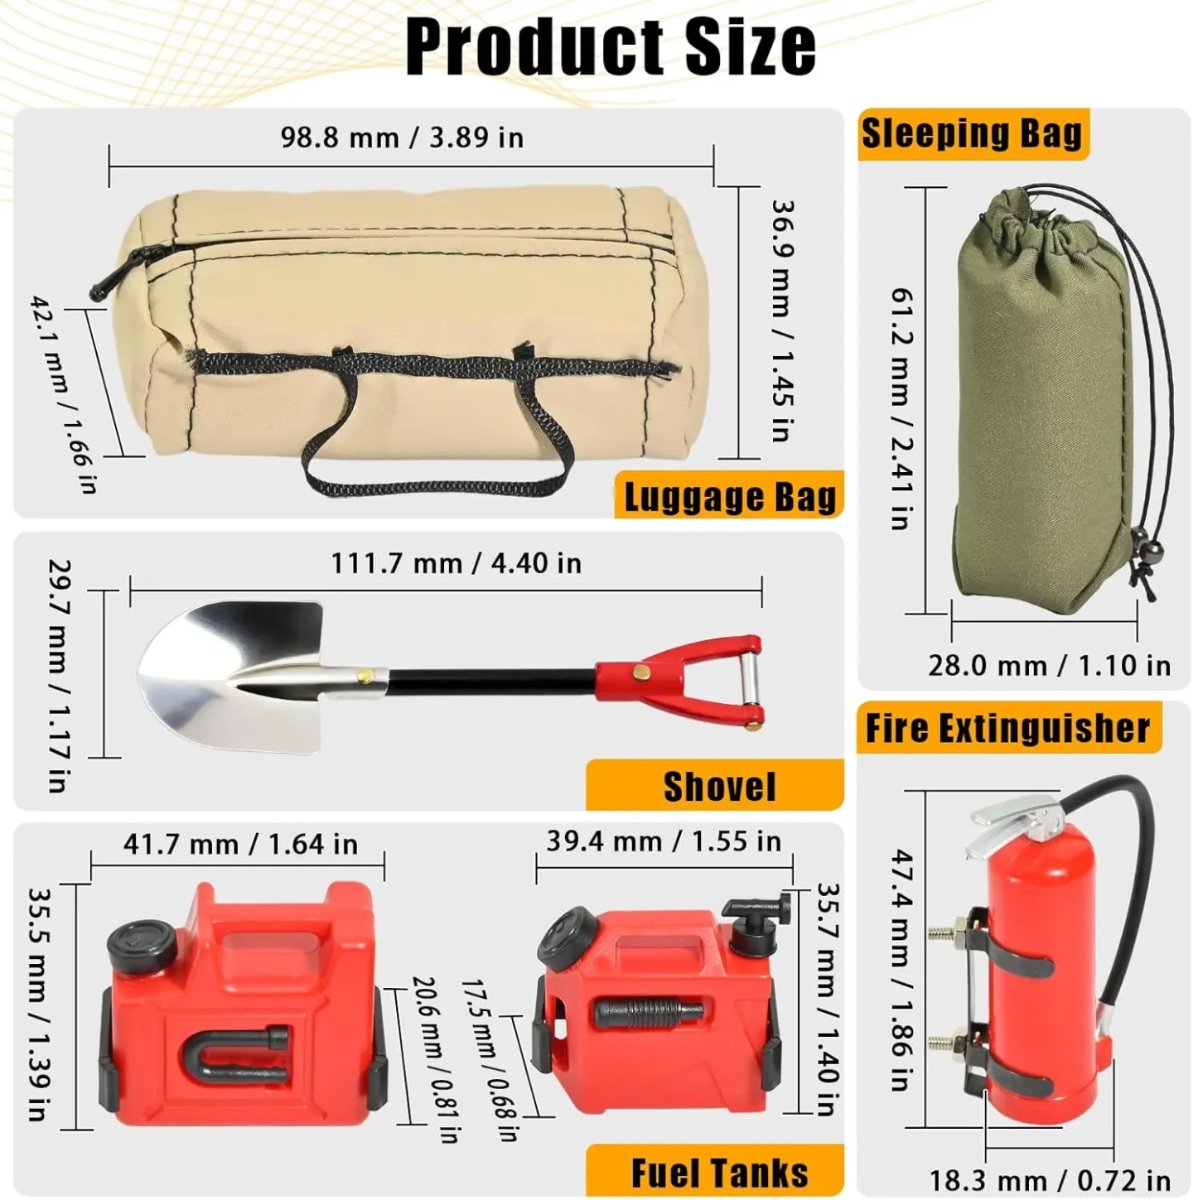 Product Size
98.8 mm / 3.89 in
36.9 mm / 1.45 in
42.1 mm / 1.66 in
Luggage Bag
Sleeping Bag
61.2 mm / 2.41 in
28.0 mm / 1.10 in
111.7 mm / 4.40 in
29.7 mm / 1.17 in
Shovel
Fire Extinguisher
47.4 mm / 1.86 in
18.3 mm / 0.72 in
41.7 mm / 1.64 in
35.5 mm / 1.39 in
20.6 mm / 0.81 in
39.4 mm / 1.55 in
17.5 mm / 0.68 in
35.7 mm / 1.40 in
Fuel Tanks